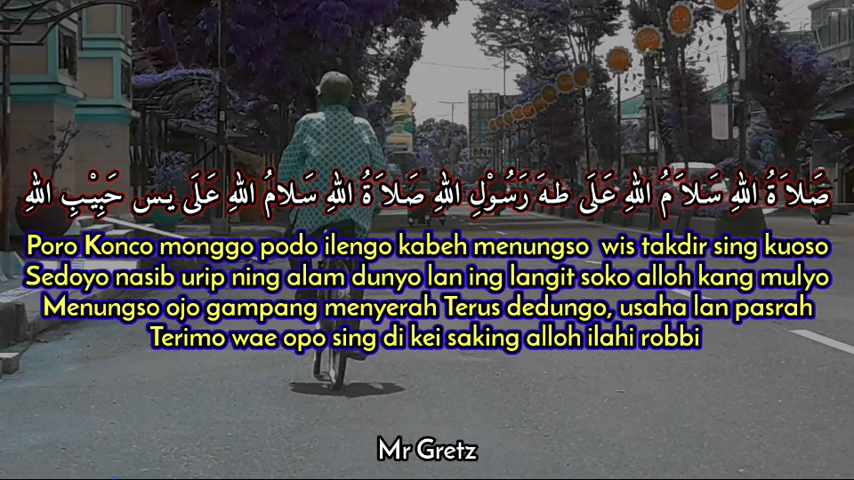 صَلاَةُ اللهِ سَلاَمُ اللهِ عَلَى طٰهَ رَسُوْلِ اللهِ صَلاَةُ اللهِ سَلامُ اللهِ عَلَى يس حَبِيْبِ اللهِ
Poro Konco monggo podo ilengo kabeh menungso wis takdir sing kuoso
Sedoyo nasib urip ning alam dunyo lan ing langit soko alloh kang mulyo
Menungso ojo gampang menyerah Terus dedungo, usaha lan pasrah
Terimo wae opo sing di kei saking alloh ilahi robbi
Mr Gretz